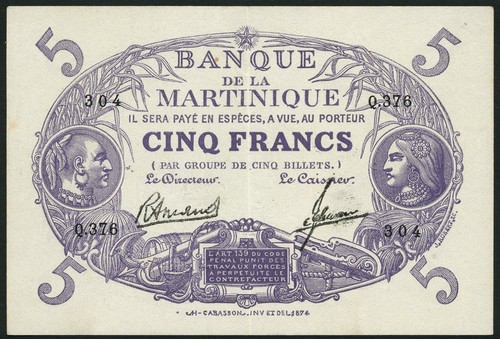 5 5
BANQUE
DE LA
MARTINIQUE
304 Q.376
IL SERA PAYÉ EN ESPÈCES, A VUE, AU PORTEUR
CINQ FRANCS
(PAR GROUPE DE CINQ BILLETS.)
Le Directeur. Le Caissier.
Q.376 304
L'ART. 139 DU CODE
PÉNAL PUNIT DES
TRAVAUX FORCÉS
A PERPÉTUITÉ LE
CONTREFACTEUR
5 5
H-CABASSON, INV ET DEL 1874